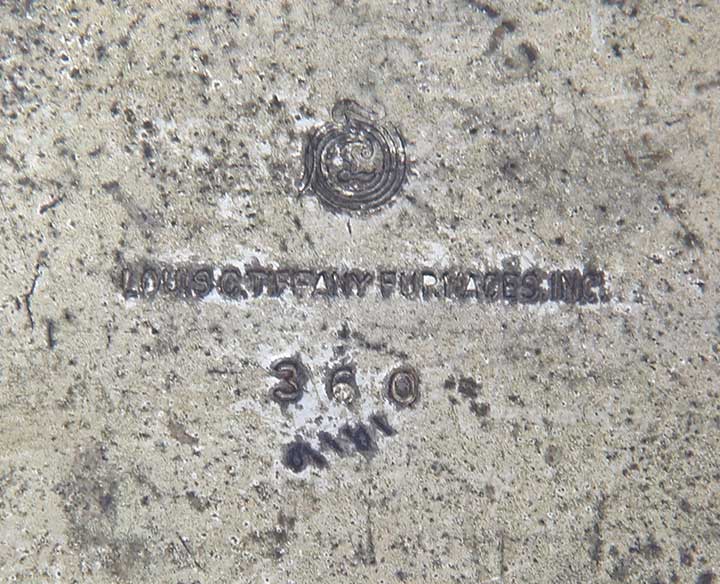 LOUIS C. TIFFANY FURNACES, INC.
360